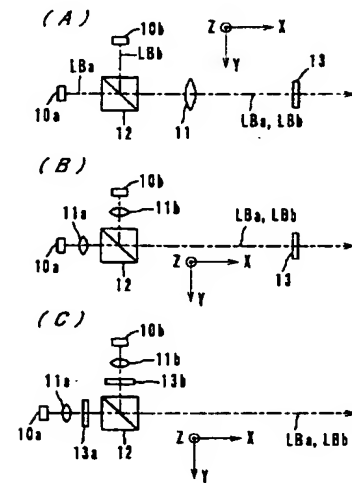 (A)
10b
Z X
Y
13
LBa
LBb
10a
12
11
LBa, LBb
(B)
10b
11a
11b
LBa, LBb
10a
12
Z X
13
Y
(C)
10b
11b
11a
13b
10a
13a
12
Z X
LBa, LBb
Y